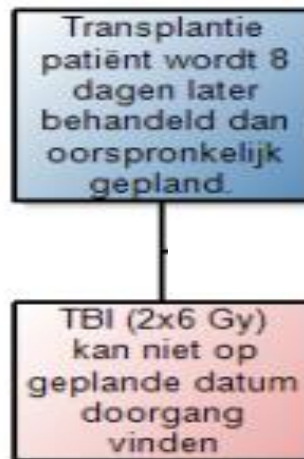 Transplantie
patiënt wordt 8
dagen later
behandeld dan
oorspronkelijk
gepland.
TBI (2x6 Gy)
kan niet op
geplande datum
doorgang
vinden